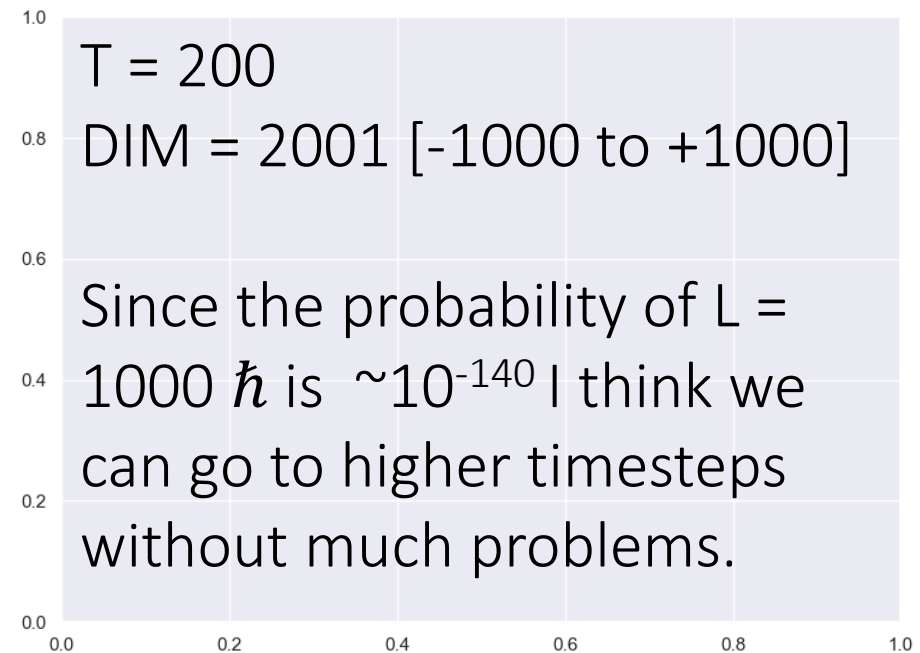 1.0
T = 200
0.8
DIM = 2001 [-1000 to +1000]
0.6
Since the probability of L =
0.4
1000 ℏ is ~10⁻¹⁴⁰ I think we
can go to higher timesteps
0.2
without much problems.
0.0
0.0 0.2 0.4 0.6 0.8 1.0